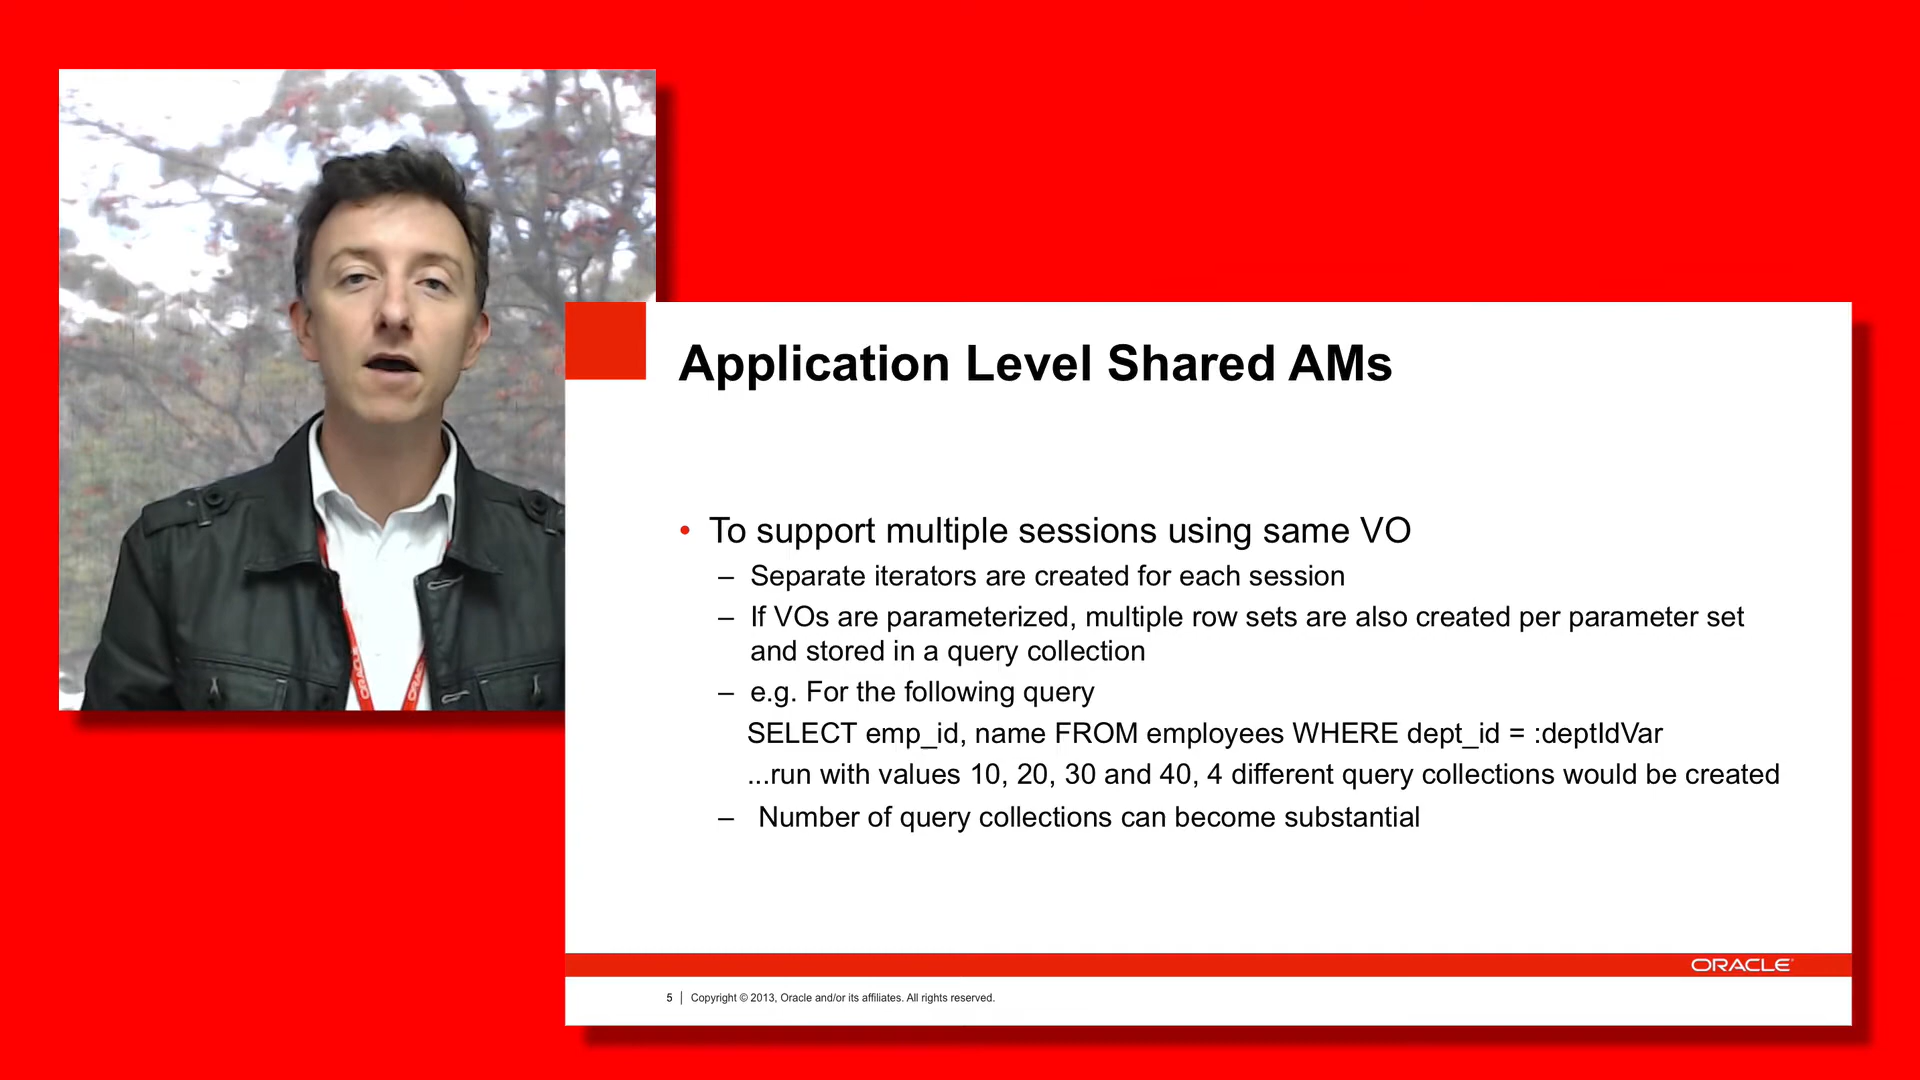 Application Level Shared AMs
• To support multiple sessions using same VO
– Separate iterators are created for each session
– If VOs are parameterized, multiple row sets are also created per parameter set
and stored in a query collection
– e.g. For the following query
SELECT emp_id, name FROM employees WHERE dept_id = :deptIdVar
...run with values 10, 20, 30 and 40, 4 different query collections would be created
– Number of query collections can become substantial
ORACLE
5 | Copyright © 2013, Oracle and/or its affiliates. All rights reserved.
ORACLE
ORACLE